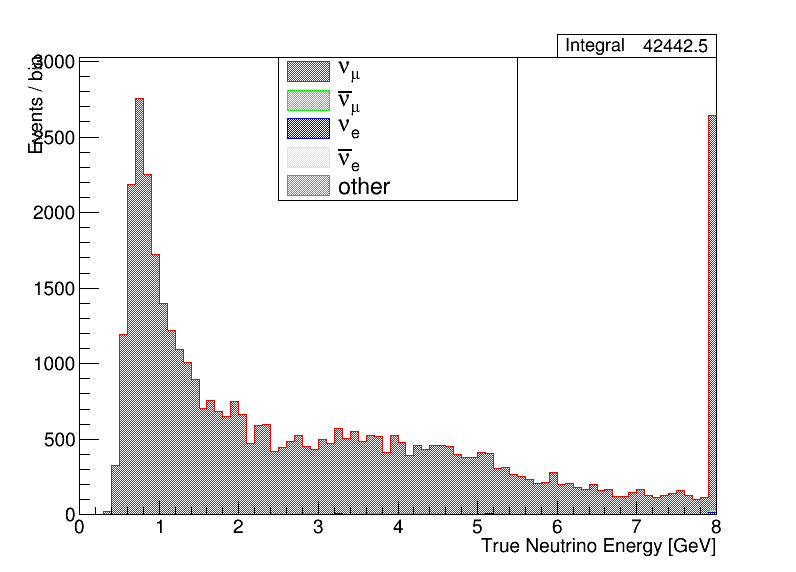 Integral 42442.5
Events / bin
3000
2500
2000
1500
1000
500
0
ν_μ
ν̅_μ
ν_e
ν̅_e
other
0 1 2 3 4 5 6 7 8
True Neutrino Energy [GeV]